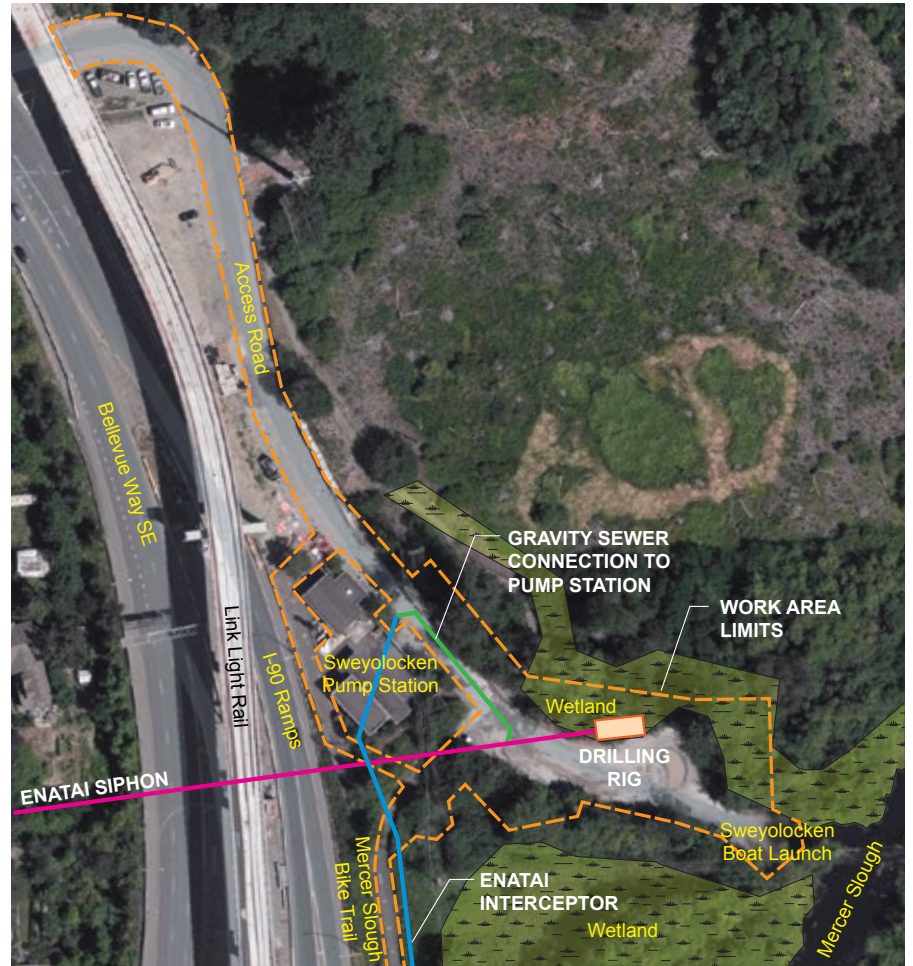 Access Road
Bellevue Way SE
Link Light Rail
I-90 Ramps
GRAVITY SEWER
CONNECTION TO
PUMP STATION
WORK AREA
LIMITS
Sweyolocken
Pump Station
Wetland
DRILLING
RIG
ENATAI SIPHON
Sweyolocken
Boat Launch
Mercer Slough
Bike Trail
ENATAI
INTERCEPTOR
Wetland
Mercer Slough